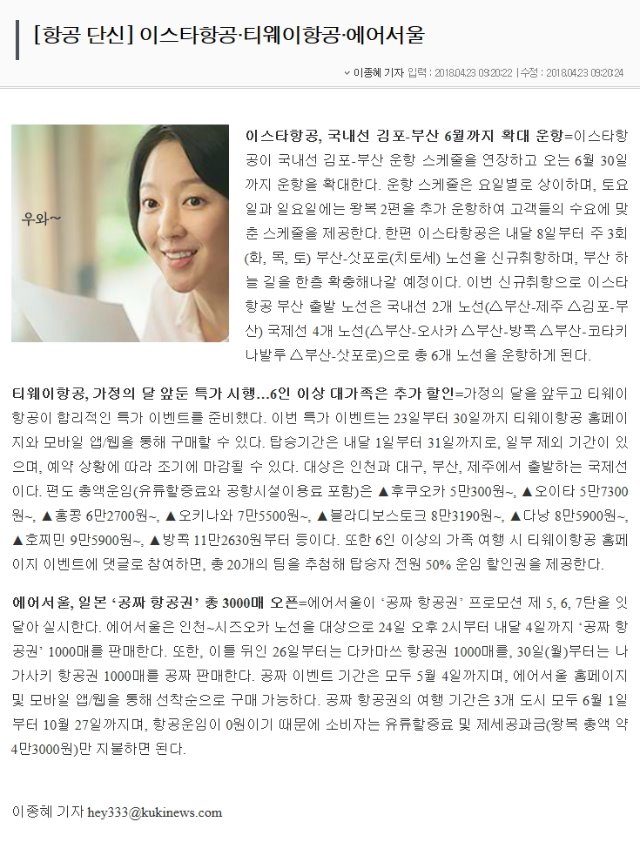 [항공 단신] 이스타항공·티웨이항공·에어서울
이종혜 기자 입력 : 2018.04.23 09:20:22 | 수정 : 2018.04.23 09:20:24
우와~
이스타항공, 국내선 김포-부산 6월까지 확대 운항=이스타항
공이 국내선 김포-부산 운항 스케줄을 연장하고 오는 6월 30일
까지 운항을 확대한다. 운항 스케줄은 요일별로 상이하며, 토요
일과 일요일에는 왕복 2편을 추가 운항하여 고객들의 수요에 맞
춘 스케줄을 제공한다. 한편 이스타항공은 내달 8일부터 주 3회
(화, 목, 토) 부산-삿포로(치토세) 노선을 신규취항하며, 부산 하
늘 길을 한층 확충해나갈 예정이다. 이번 신규취항으로 이스타
항공 부산 출발 노선은 국내선 2개 노선(△부산-제주 △김포-부
산) 국제선 4개 노선(△부산-오사카 △부산-방콕 △부산-코타키
나발루 △부산-삿포로)으로 총 6개 노선을 운항하게 된다.
티웨이항공, 가정의 달 앞둔 특가 시행…6인 이상 대가족은 추가 할인=가정의 달을 앞두고 티웨이
항공이 합리적인 특가 이벤트를 준비했다. 이번 특가 이벤트는 23일부터 30일까지 티웨이항공 홈페이
지와 모바일 앱/웹을 통해 구매할 수 있다. 탑승기간은 내달 1일부터 31일까지로, 일부 제외 기간이 있
으며, 예약 상황에 따라 조기에 마감될 수 있다. 대상은 인천과 대구, 부산, 제주에서 출발하는 국제선
이다. 편도 총액운임(유류할증료와 공항시설이용료 포함)은 ▲후쿠오카 5만300원~, ▲오이타 5만7300
원~, ▲홍콩 6만2700원~, ▲오키나와 7만5500원~, ▲블라디보스토크 8만3190원~, ▲다낭 8만5900원~,
▲호찌민 9만5900원~, ▲방콕 11만2630원부터 등이다. 또한 6인 이상의 가족 여행 시 티웨이항공 홈페
이지 이벤트에 댓글로 참여하면, 총 20개의 팀을 추첨해 탑승자 전원 50% 운임 할인권을 제공한다.
에어서울, 일본 ‘공짜 항공권’ 총 3000매 오픈=에어서울이 ‘공짜 항공권’ 프로모션 제 5, 6, 7탄을 잇
달아 실시한다. 에어서울은 인천~시즈오카 노선을 대상으로 24일 오후 2시부터 내달 4일까지 ‘공짜 항
공권’ 1000매를 판매한다. 또한, 이틀 뒤인 26일부터는 다카마쓰 항공권 1000매를, 30일(월)부터는 나
가사키 항공권 1000매를 공짜 판매한다. 공짜 이벤트 기간은 모두 5월 4일까지며, 에어서울 홈페이지
및 모바일 앱/웹을 통해 선착순으로 구매 가능하다. 공짜 항공권의 여행 기간은 3개 도시 모두 6월 1일
부터 10월 27일까지며, 항공운임이 0원이기 때문에 소비자는 유류할증료 및 제세공과금(왕복 총액 약
4만3000원)만 지불하면 된다.
이종혜 기자 hey333@kukinews.com